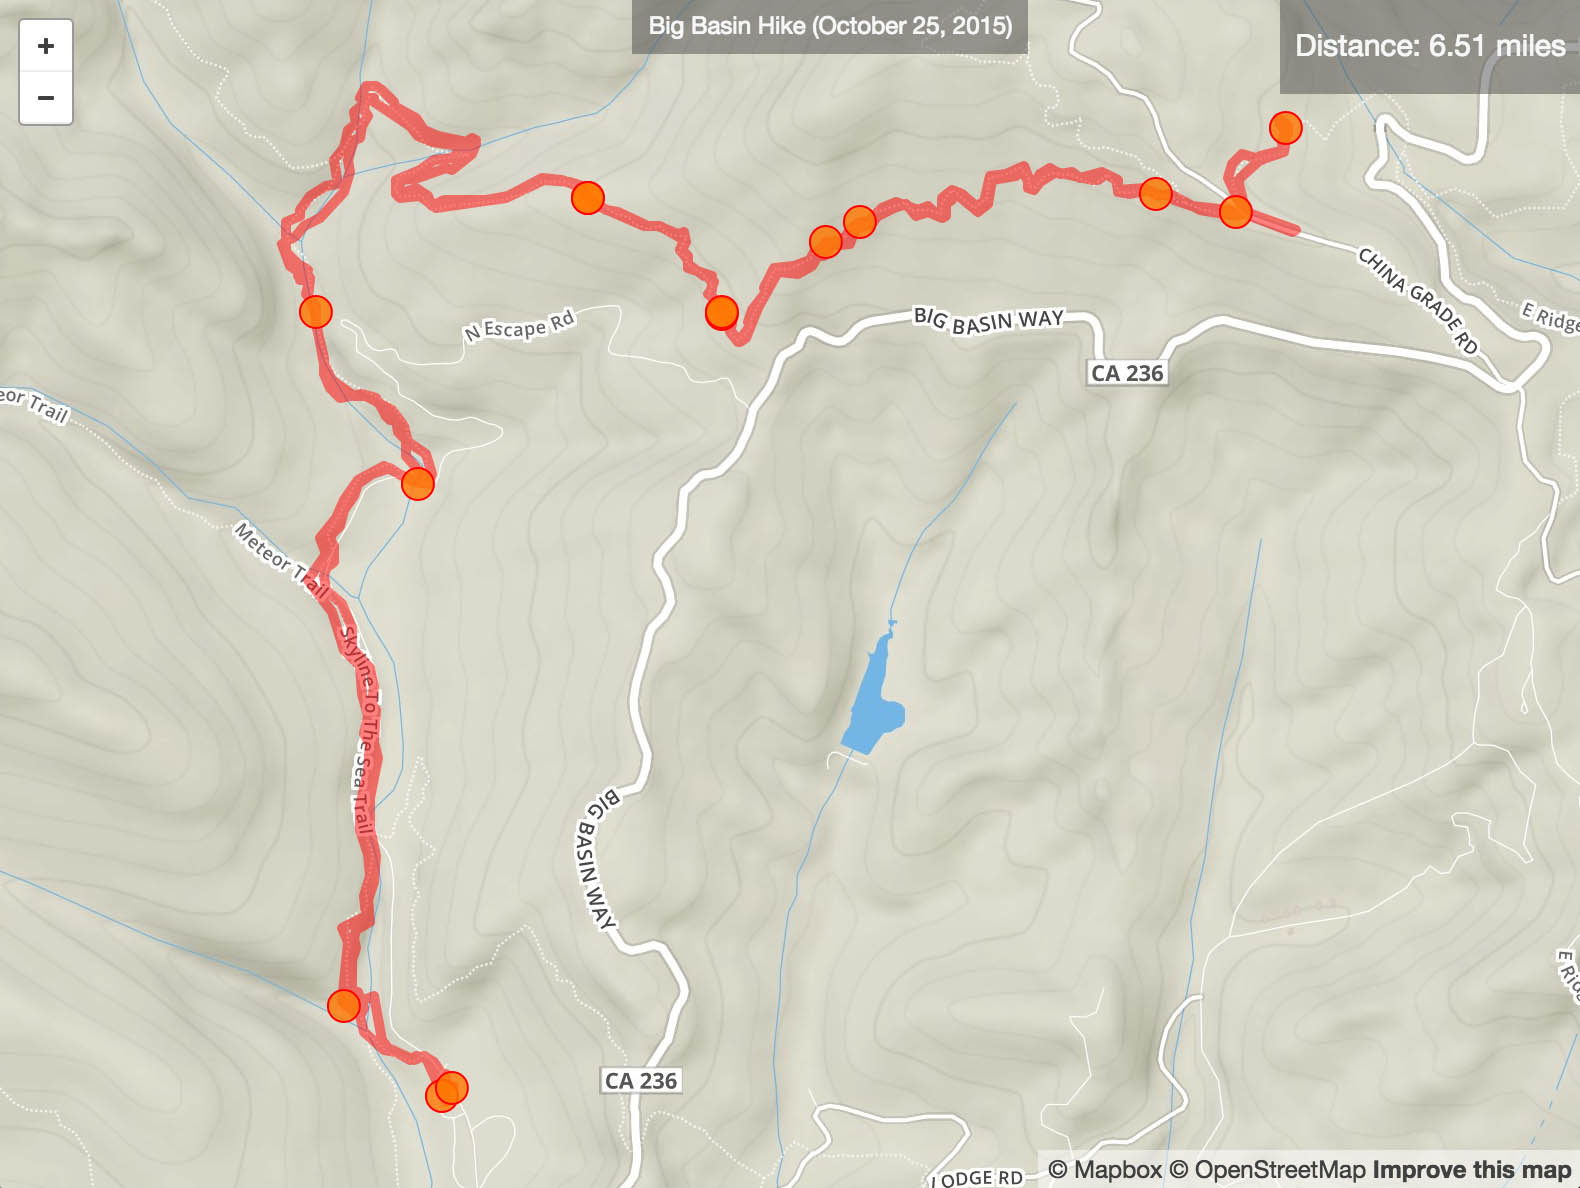 +
Big Basin Hike (October 25, 2015)
Distance: 6.51 miles
−
CHINA GRADE RD
N Escape Rd
BIG BASIN WAY
E Ridge
CA 236
Trail
Meteor Trail
Skyline To The Sea Trail
BIG BASIN WAY
CA 236
LODGE RD
© Mapbox © OpenStreetMap Improve this map